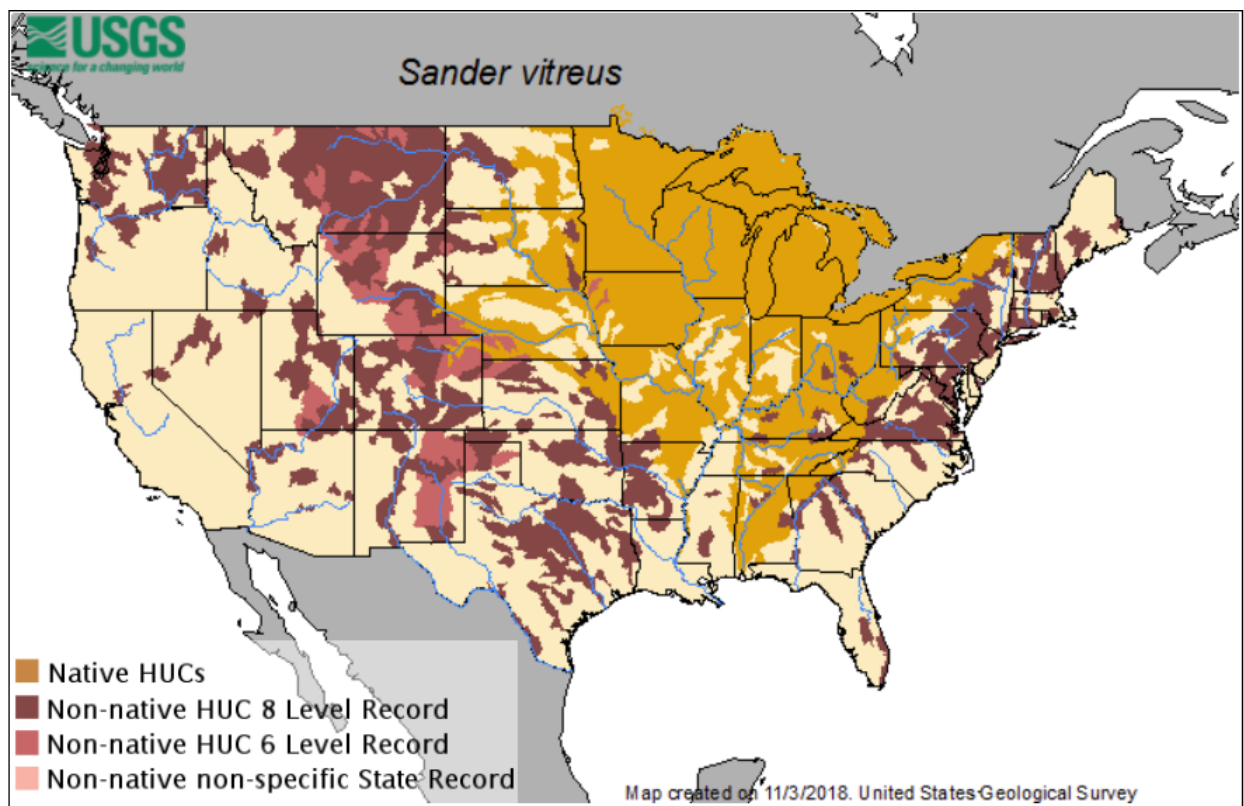 USGS
science for a changing world
Sander vitreus
Native HUCs
Non-native HUC 8 Level Record
Non-native HUC 6 Level Record
Non-native non-specific State Record
Map created on 11/3/2018. United States Geological Survey